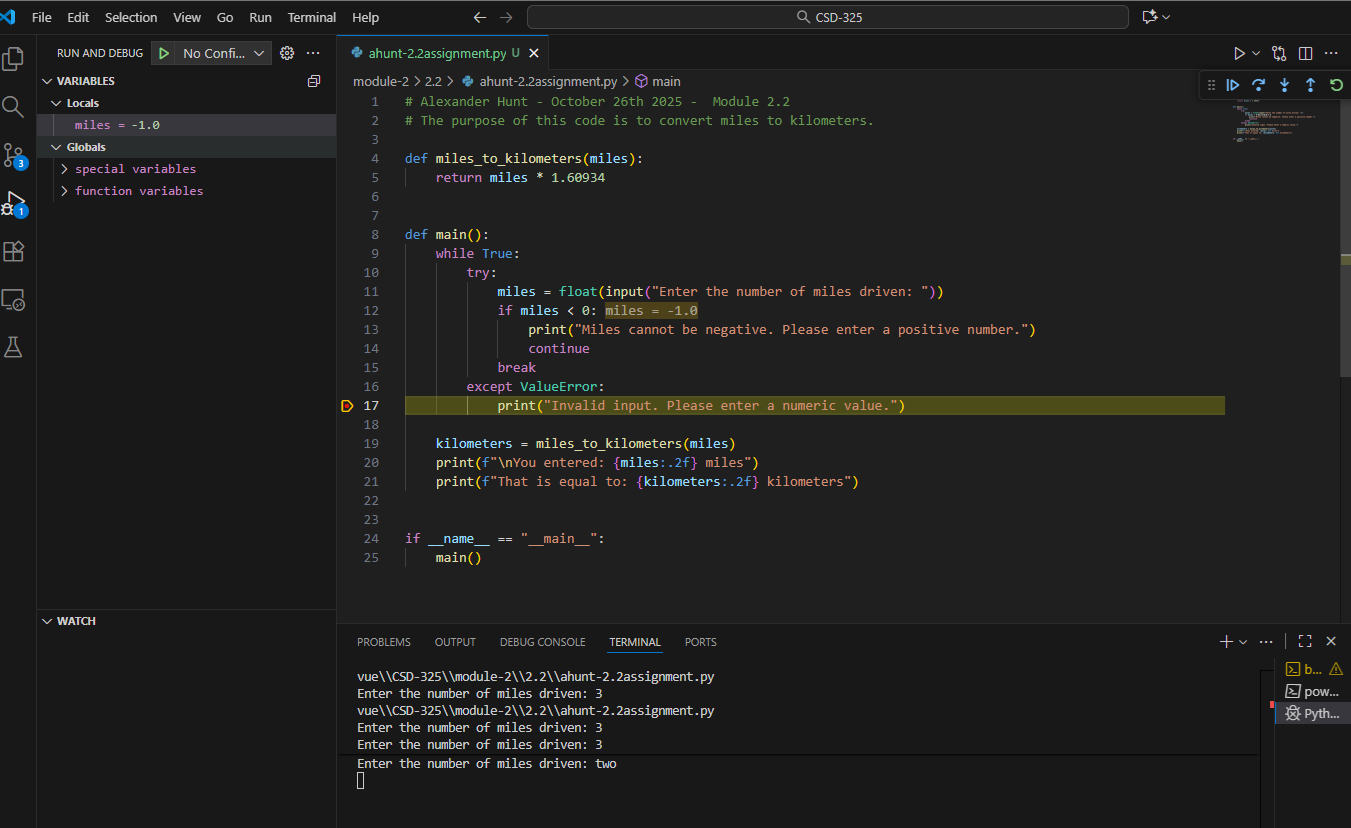 File Edit Selection View Go Run Terminal Help CSD-325
RUN AND DEBUG No Confi...
VARIABLES
Locals
miles = -1.0
Globals
special variables
function variables
WATCH
3
1
ahunt-2.2assignment.py U
module-2 > 2.2 > ahunt-2.2assignment.py > main
1 # Alexander Hunt - October 26th 2025 -  Module 2.2
2 # The purpose of this code is to convert miles to kilometers.
3
4 def miles_to_kilometers(miles):
5     return miles * 1.60934
6
7
8 def main():
9     while True:
10         try:
11             miles = float(input("Enter the number of miles driven: "))
12             if miles < 0: miles = -1.0
13                 print("Miles cannot be negative. Please enter a positive number.")
14                 continue
15             break
16         except ValueError:
17             print("Invalid input. Please enter a numeric value.")
18
19     kilometers = miles_to_kilometers(miles)
20     print(f"\nYou entered: {miles:.2f} miles")
21     print(f"That is equal to: {kilometers:.2f} kilometers")
22
23
24 if __name__ == "__main__":
25     main()
PROBLEMS OUTPUT DEBUG CONSOLE TERMINAL PORTS
vue\\CSD-325\\module-2\\2.2\\ahunt-2.2assignment.py
Enter the number of miles driven: 3
vue\\CSD-325\\module-2\\2.2\\ahunt-2.2assignment.py
Enter the number of miles driven: 3
Enter the number of miles driven: 3
Enter the number of miles driven: two
b...
pow...
Pyth...